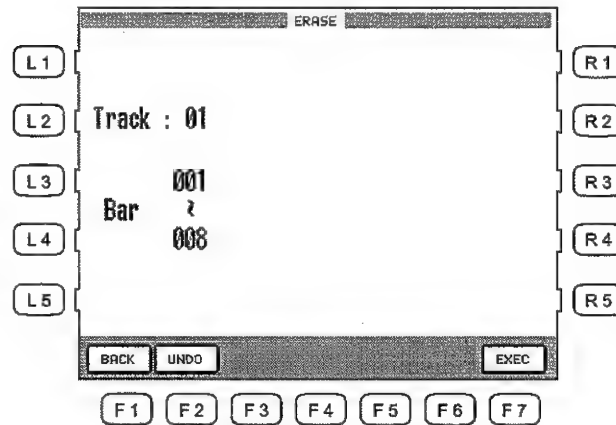 ERASE
L1 R1
L2 Track : 01 R2
L3 001 R3
Bar ~
L4 008 R4
L5 R5
BACK UNDO EXEC
F1 F2 F3 F4 F5 F6 F7